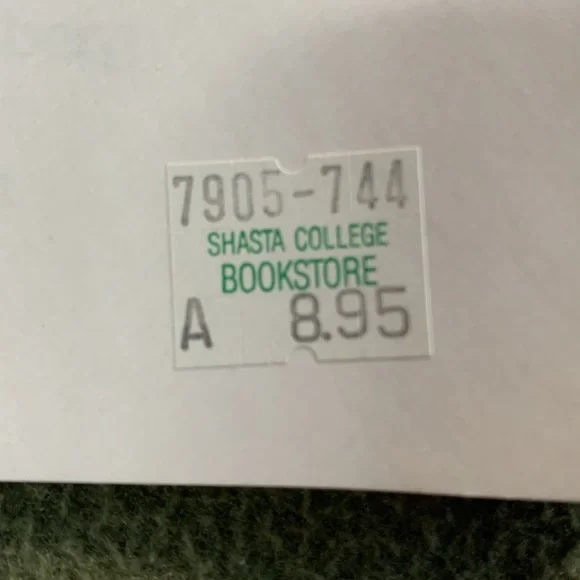 7905-744
SHASTA COLLEGE
BOOKSTORE
A 8.95